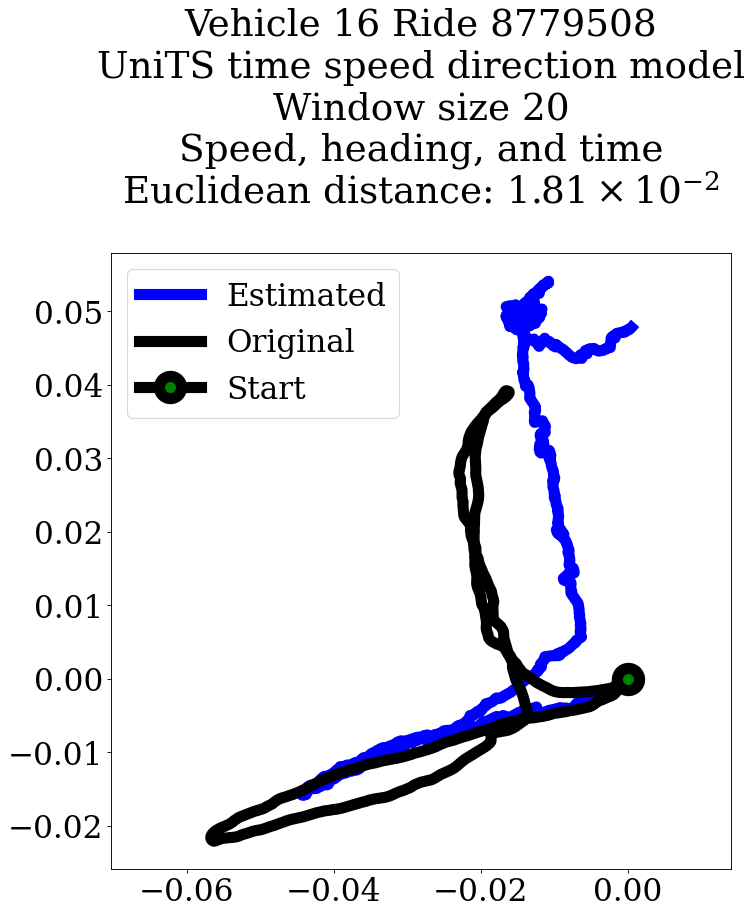 Vehicle 16 Ride 8779508
UniTS time speed direction model
Window size 20
Speed, heading, and time
Euclidean distance: 1.81 × 10⁻²
Estimated
Original
Start
0.05
0.04
0.03
0.02
0.01
0.00
−0.01
−0.02
−0.06 −0.04 −0.02 0.00